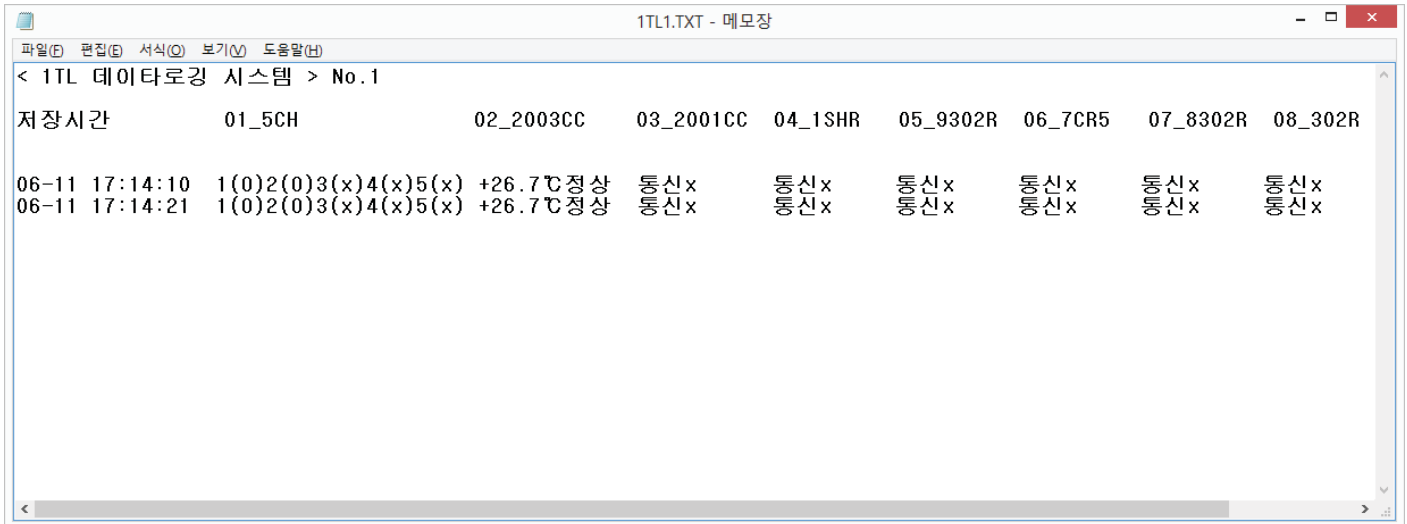 1TL1.TXT - 메모장
파일(F) 편집(E) 서식(O) 보기(V) 도움말(H)
< 1TL 데이타로깅 시스템 > No.1
저장시간 01_5CH 02_2003CC 03_2001CC 04_1SHR 05_9302R 06_7CR5 07_8302R 08_302R
06-11 17:14:10 1(0)2(0)3(x)4(x)5(x) +26.7℃정상 통신x 통신x 통신x 통신x 통신x 통신x
06-11 17:14:21 1(0)2(0)3(x)4(x)5(x) +26.7℃정상 통신x 통신x 통신x 통신x 통신x 통신x